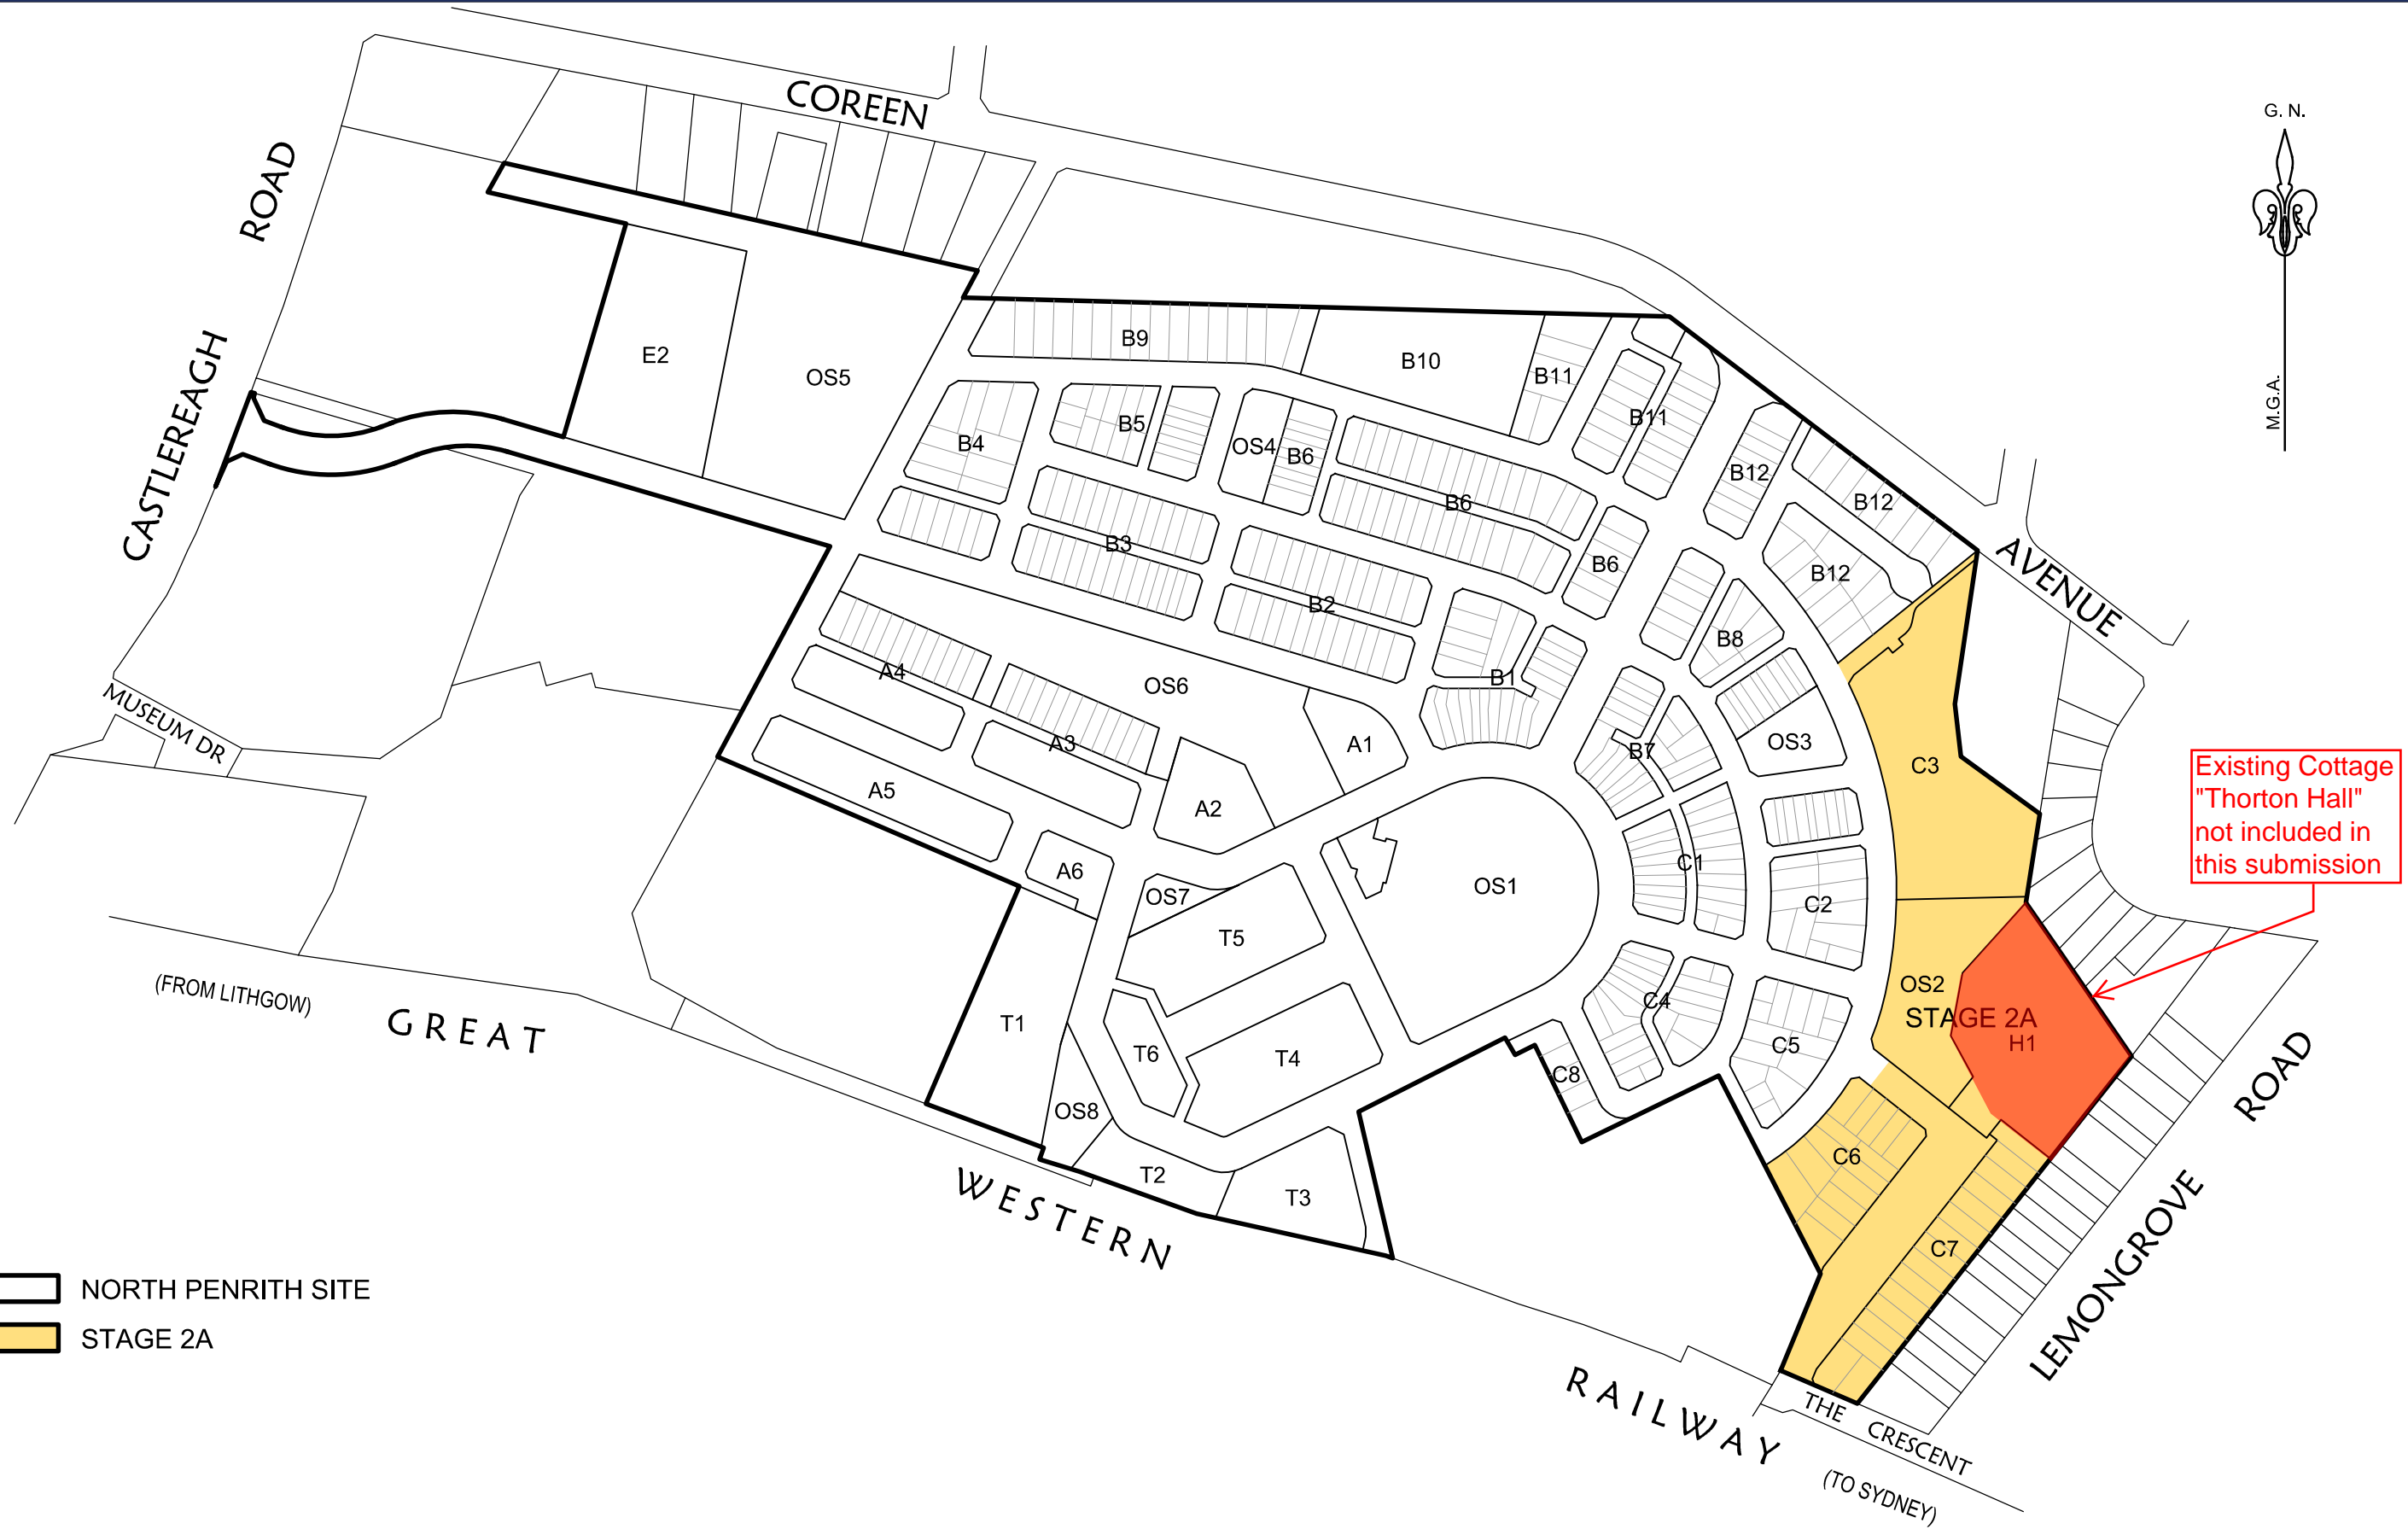 COREEN
G. N.
ROAD
M.G.A.
CASTLEREAGH
E2
OS5
B9
B10
B11
B11
B4
B5
OS4
B6
B12
B12
B6
B3
B6
B12
AVENUE
B2
B8
B1
A4
OS6
MUSEUM DR
A3
A1
B7
OS3
C3
A5
A2
Existing Cottage
"Thorton Hall"
not included in
this submission
A6
OS7
OS1
C1
C2
T5
(FROM LITHGOW)
GREAT
T1
T6
T4
C4
OS2
STAGE 2A
H1
C5
C8
ROAD
OS8
T2
T3
C6
WESTERN
C7
LEMONGROVE
NORTH PENRITH SITE
STAGE 2A
RAILWAY
THE CRESCENT
(TO SYDNEY)